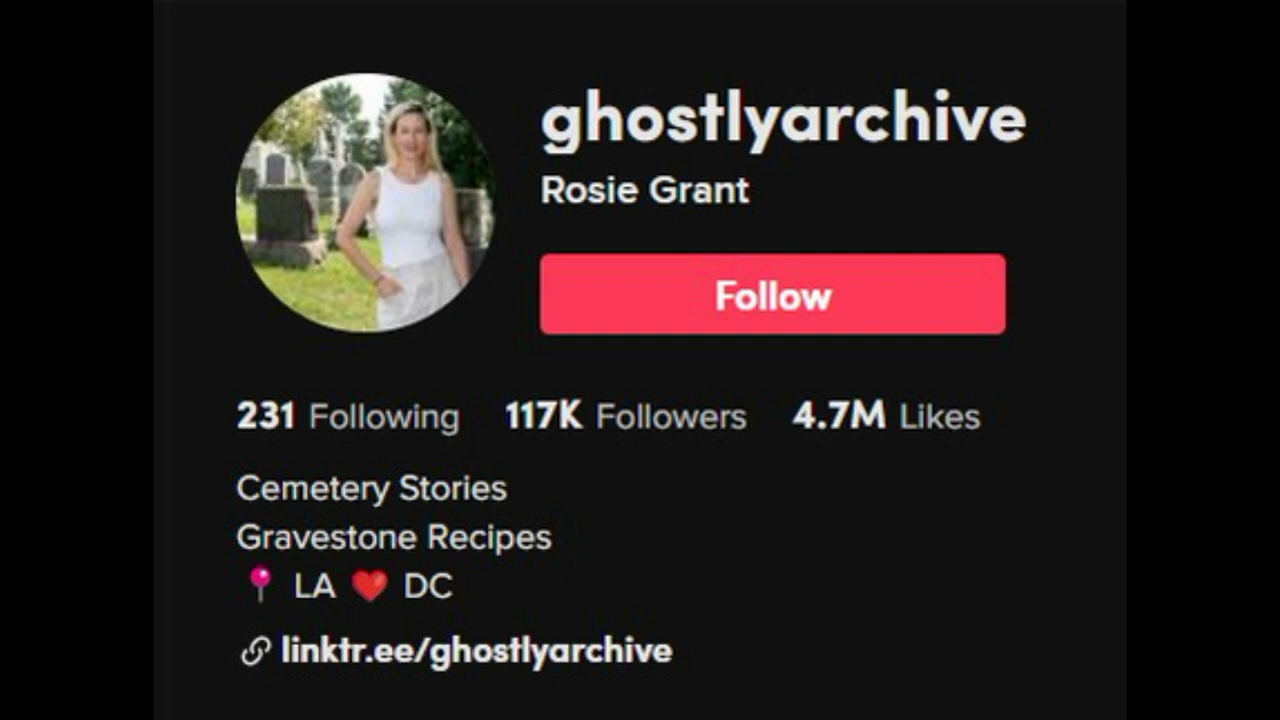 ghostlyarchive
Rosie Grant
Follow
231 Following 117K Followers 4.7M Likes
Cemetery Stories
Gravestone Recipes
📍 LA ❤️ DC
linktr.ee/ghostlyarchive